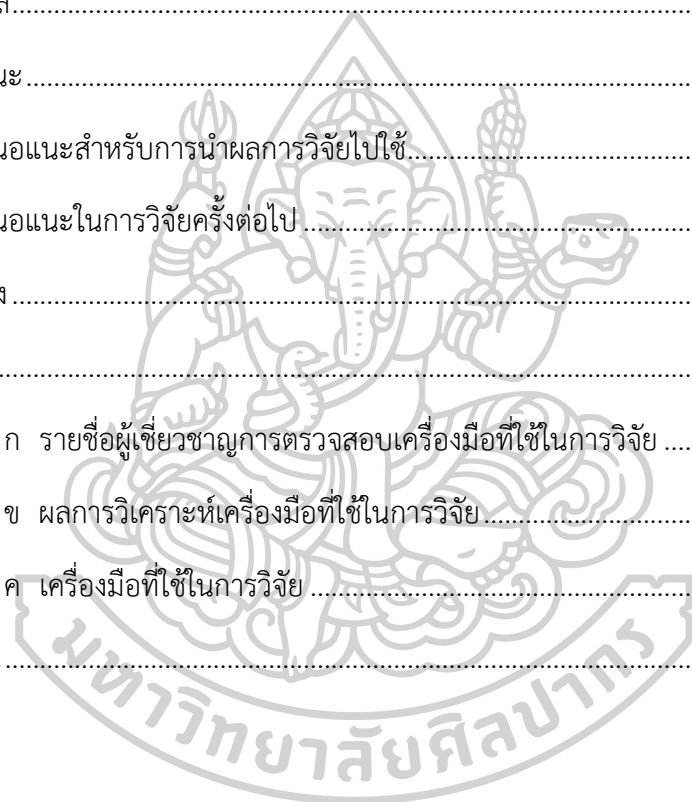 นะ..........
นอแนะสำหรับการนำผลการวิจัยไปใช้..........
นอแนะในการวิจัยครั้งต่อไป ..........
ก รายชื่อผู้เชี่ยวชาญการตรวจสอบเครื่องมือที่ใช้ในการวิจัย ....
ข ผลการวิเคราะห์เครื่องมือที่ใช้ในการวิจัย..........
ค เครื่องมือที่ใช้ในการวิจัย ..........
มหาวิทยาลัยศิลปากร